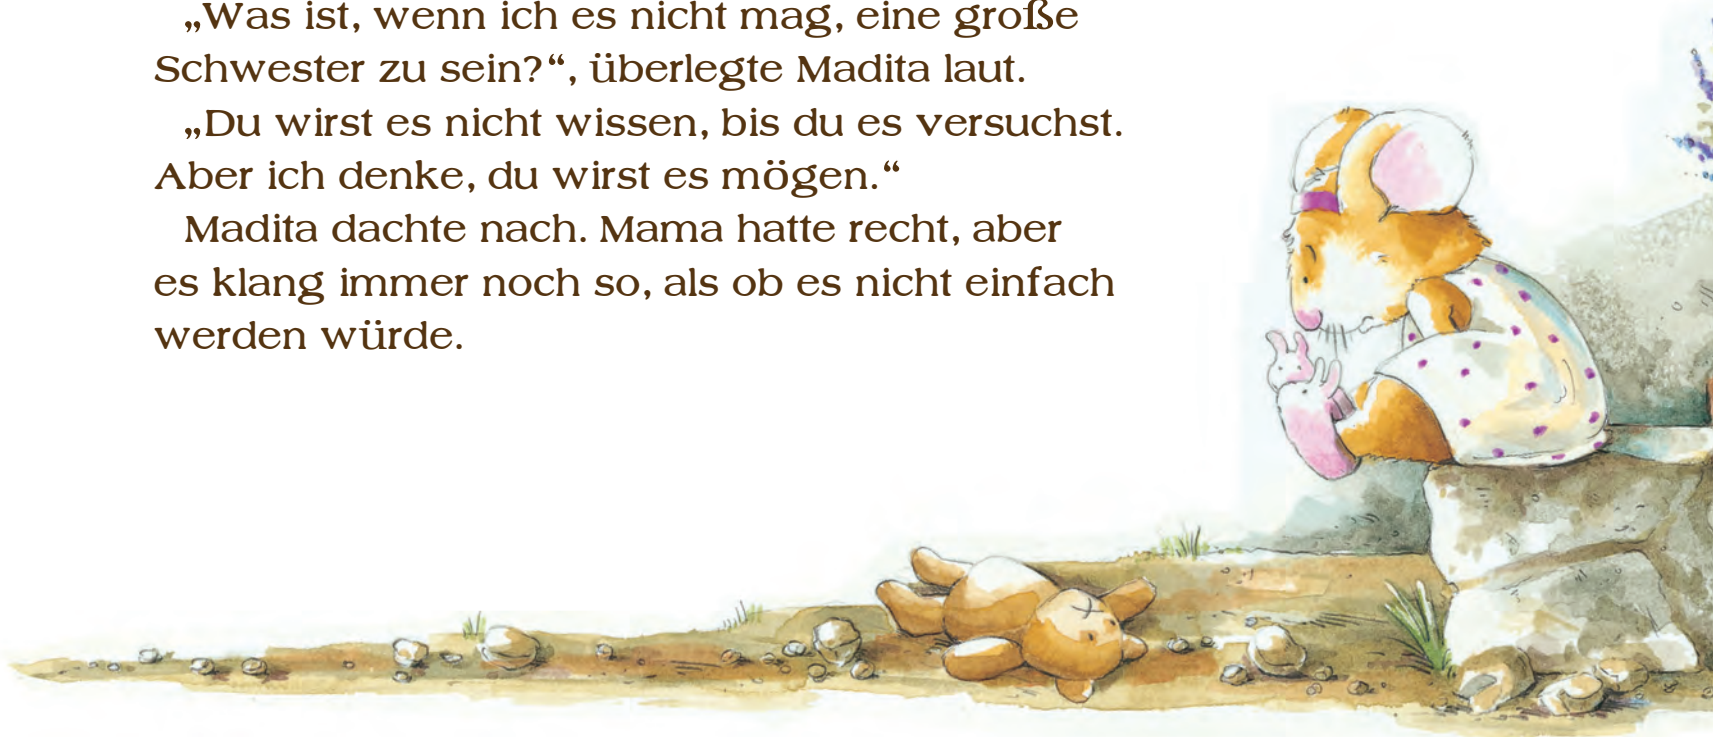 „Was ist, wenn ich es nicht mag, eine große
Schwester zu sein?“, überlegte Madita laut.
„Du wirst es nicht wissen, bis du es versuchst.
Aber ich denke, du wirst es mögen.“
Madita dachte nach. Mama hatte recht, aber
es klang immer noch so, als ob es nicht einfach
werden würde.